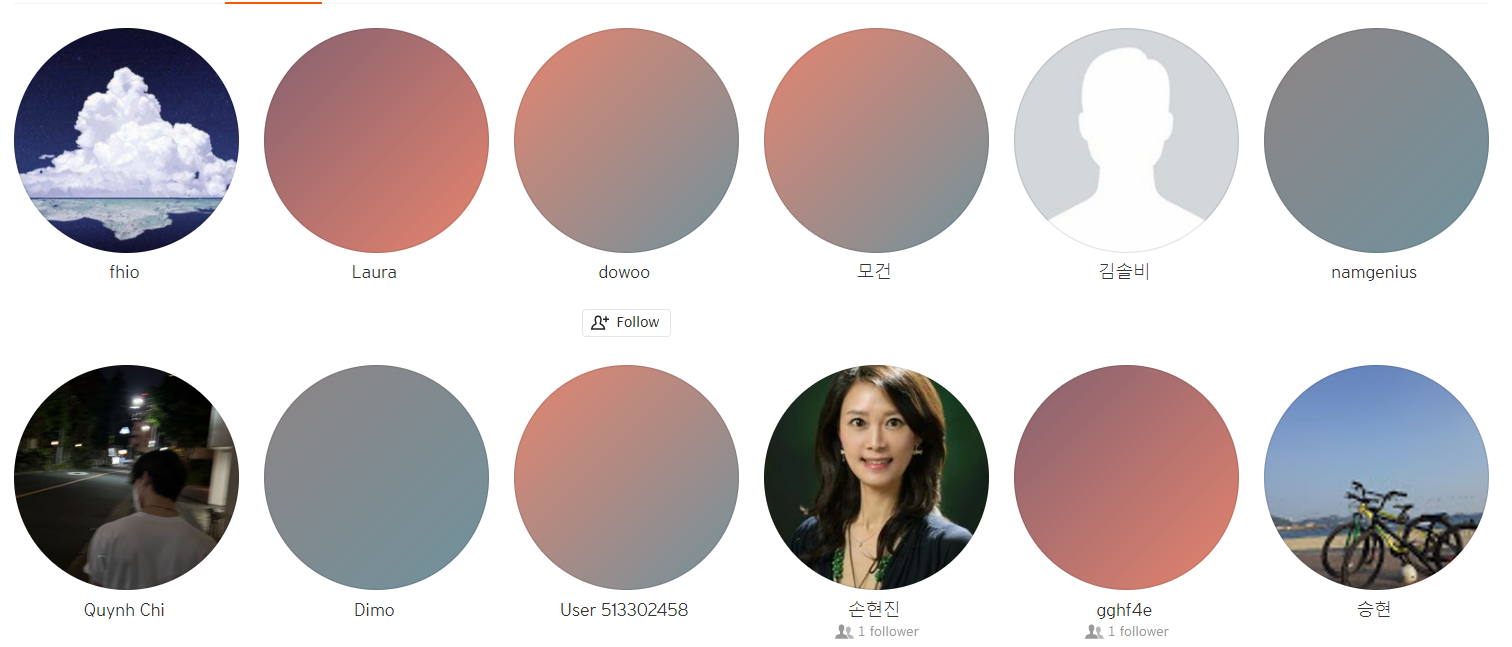 fhio
Laura
dowoo
모건
김솔비
namgenius
Follow
Quynh Chi
Dimo
User 513302458
손현진
gghf4e
승현
1 follower
1 follower